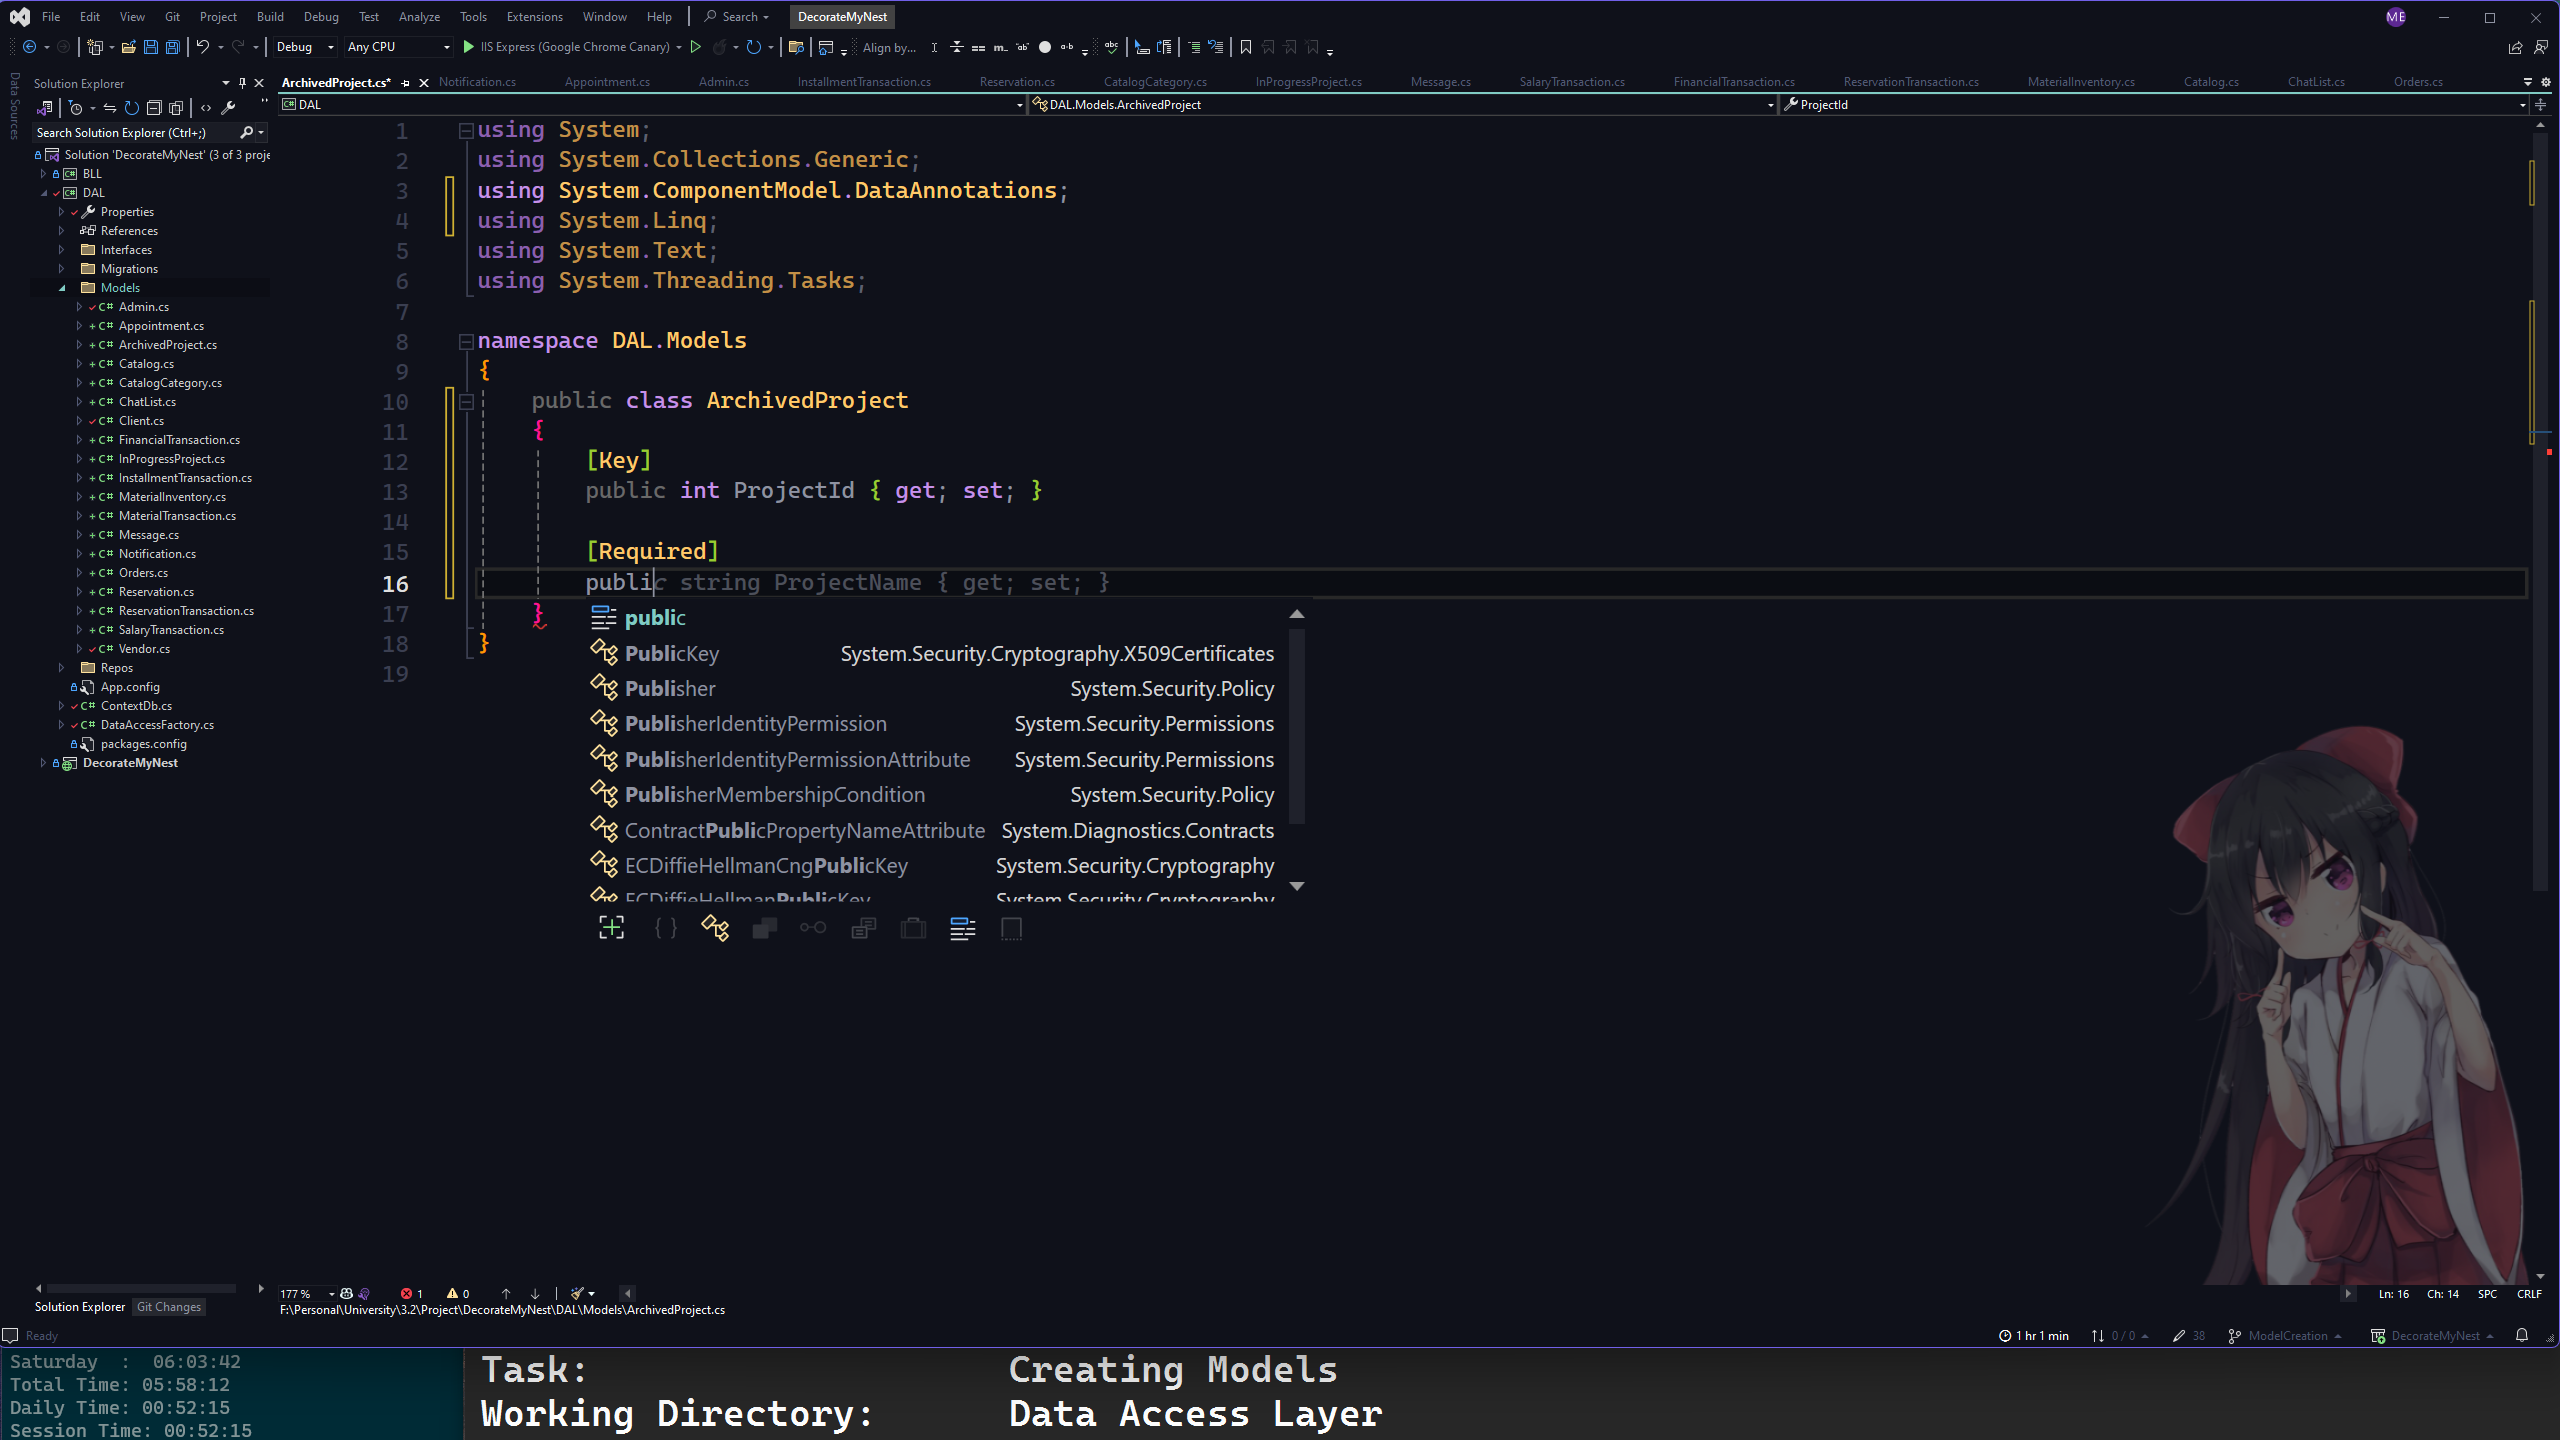 File Edit View Git Project Build Debug Test Analyze Tools Extensions Window Help Search DecorateMyNest ME
Debug Any CPU IIS Express (Google Chrome Canary) Align by...
Data Sources
Solution Explorer
ArchivedProject.cs* Notification.cs Appointment.cs Admin.cs InstallmentTransaction.cs Reservation.cs CatalogCategory.cs InProgressProject.cs Message.cs SalaryTransaction.cs FinancialTransaction.cs ReservationTransaction.cs MaterialInventory.cs Catalog.cs ChatList.cs Orders.cs
DAL DAL.Models.ArchivedProject ProjectId
Search Solution Explorer (Ctrl+;)
Solution 'DecorateMyNest' (3 of 3 proje
BLL
DAL
Properties
References
Interfaces
Migrations
Models
C# Admin.cs
C# Appointment.cs
C# ArchivedProject.cs
C# Catalog.cs
C# CatalogCategory.cs
C# ChatList.cs
C# Client.cs
C# FinancialTransaction.cs
C# InProgressProject.cs
C# InstallmentTransaction.cs
C# MaterialInventory.cs
C# MaterialTransaction.cs
C# Message.cs
C# Notification.cs
C# Orders.cs
C# Reservation.cs
C# ReservationTransaction.cs
C# SalaryTransaction.cs
C# Vendor.cs
Repos
App.config
C# ContextDb.cs
C# DataAccessFactory.cs
packages.config
DecorateMyNest
1 using System;
2 using System.Collections.Generic;
3 using System.ComponentModel.DataAnnotations;
4 using System.Linq;
5 using System.Text;
6 using System.Threading.Tasks;
7
8 namespace DAL.Models
9 {
10 public class ArchivedProject
11 {
12 [Key]
13 public int ProjectId { get; set; }
14
15 [Required]
16 public string ProjectName { get; set; }
17 }
18 }
19
public
PublicKey System.Security.Cryptography.X509Certificates
Publisher System.Security.Policy
PublisherIdentityPermission System.Security.Permissions
PublisherIdentityPermissionAttribute System.Security.Permissions
PublisherMembershipCondition System.Security.Policy
ContractPublicPropertyNameAttribute System.Diagnostics.Contracts
ECDiffieHellmanCngPublicKey System.Security.Cryptography
ECDiffieHellmanPublicKey System.Security.Cryptography
177 % 1 0 Ln: 16 Ch: 14 SPC CRLF
Solution Explorer Git Changes
F:\Personal\University\3.2\Project\DecorateMyNest\DAL\Models\ArchivedProject.cs
Ready 1 hr 1 min 0 / 0 38 ModelCreation DecorateMyNest
Saturday : 06:03:42
Total Time: 05:58:12
Daily Time: 00:52:15
Session Time: 00:52:15
Task: Creating Models
Working Directory: Data Access Layer